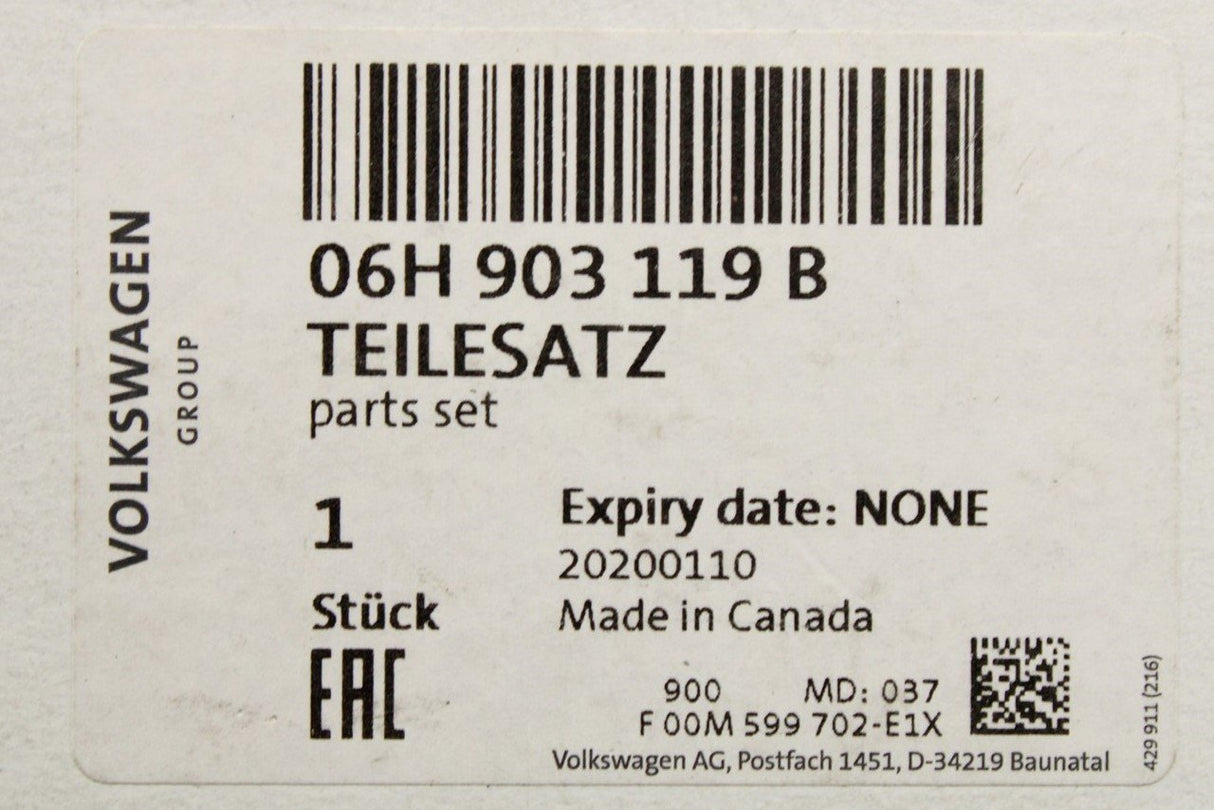 VOLKSWAGEN
GROUP
06H 903 119 B
TEILESATZ
parts set
1
Stück
EAC
Expiry date: NONE
20200110
Made in Canada
900 MD: 037
F 00M 599 702-E1X
Volkswagen AG, Postfach 1451, D-34219 Baunatal
429 911 (216)